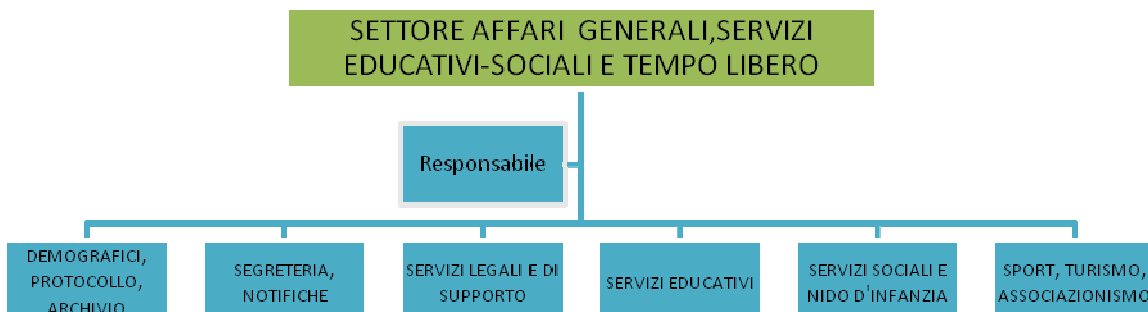 SETTORE AFFARI GENERALI,SERVIZI
EDUCATIVI-SOCIALI E TEMPO LIBERO
Responsabile
DEMOGRAFICI,
PROTOCOLLO,
ARCHIVIO
SEGRETERIA,
NOTIFICHE
SERVIZI LEGALI E DI
SUPPORTO
SERVIZI EDUCATIVI
SERVIZI SOCIALI E
NIDO D'INFANZIA
SPORT, TURISMO,
ASSOCIAZIONISMO